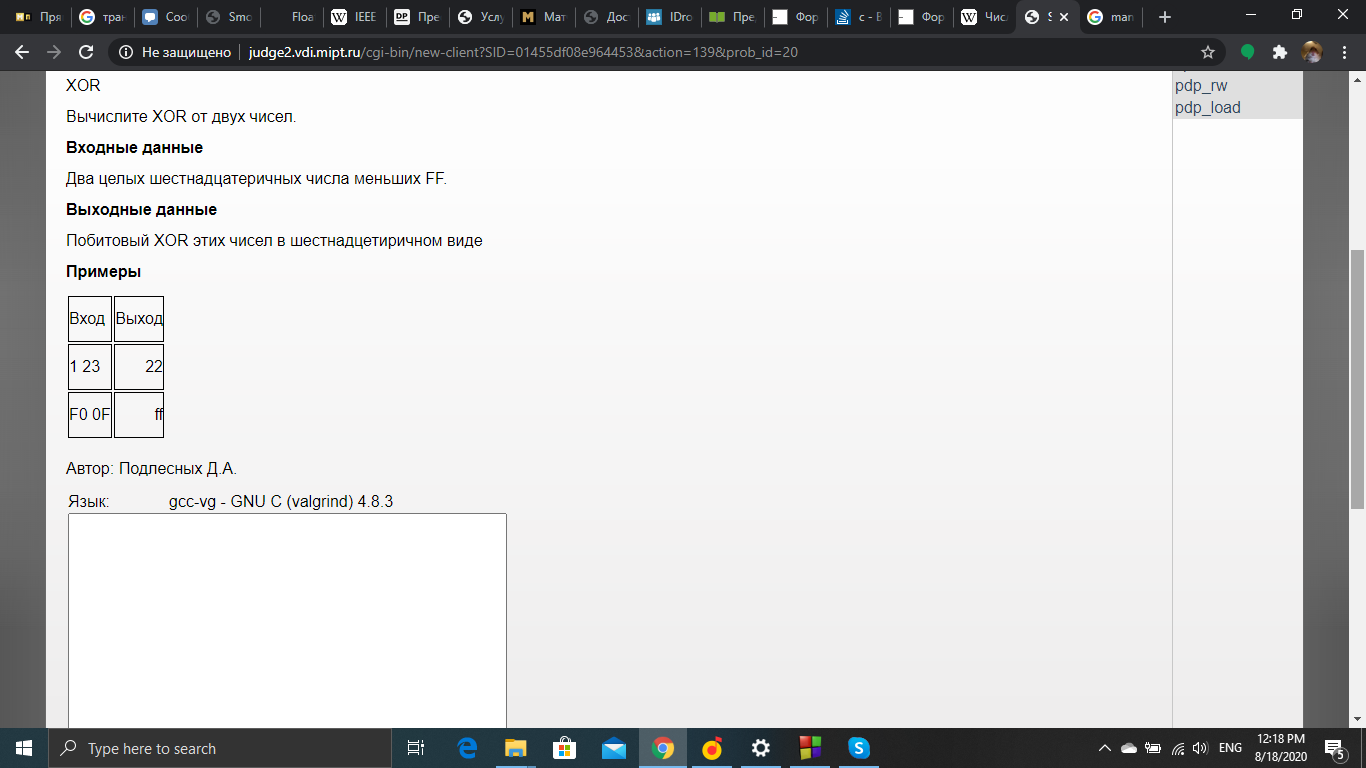 Пря
тран
Соо
Smo
Floa
IEEE
DP
Пре
Услу
M
Мат
Дос
IDro
Пре,
Фор
c - B
Фор
Числ
S
man
Не защищено
judge2.vdi.mipt.ru/cgi-bin/new-client?SID=01455df08e964453&action=139&prob_id=20
XOR
Вычислите XOR от двух чисел.
Входные данные
Два целых шестнадцатеричных числа меньших FF.
Выходные данные
Побитовый XOR этих чисел в шестнадцетиричном виде
Примеры
Вход Выход
1 23 22
F0 0F ff
Автор: Подлесных Д.А.
Язык: gcc-vg - GNU C (valgrind) 4.8.3
pdp_rw
pdp_load
Type here to search
ENG
12:18 PM
8/18/2020
5